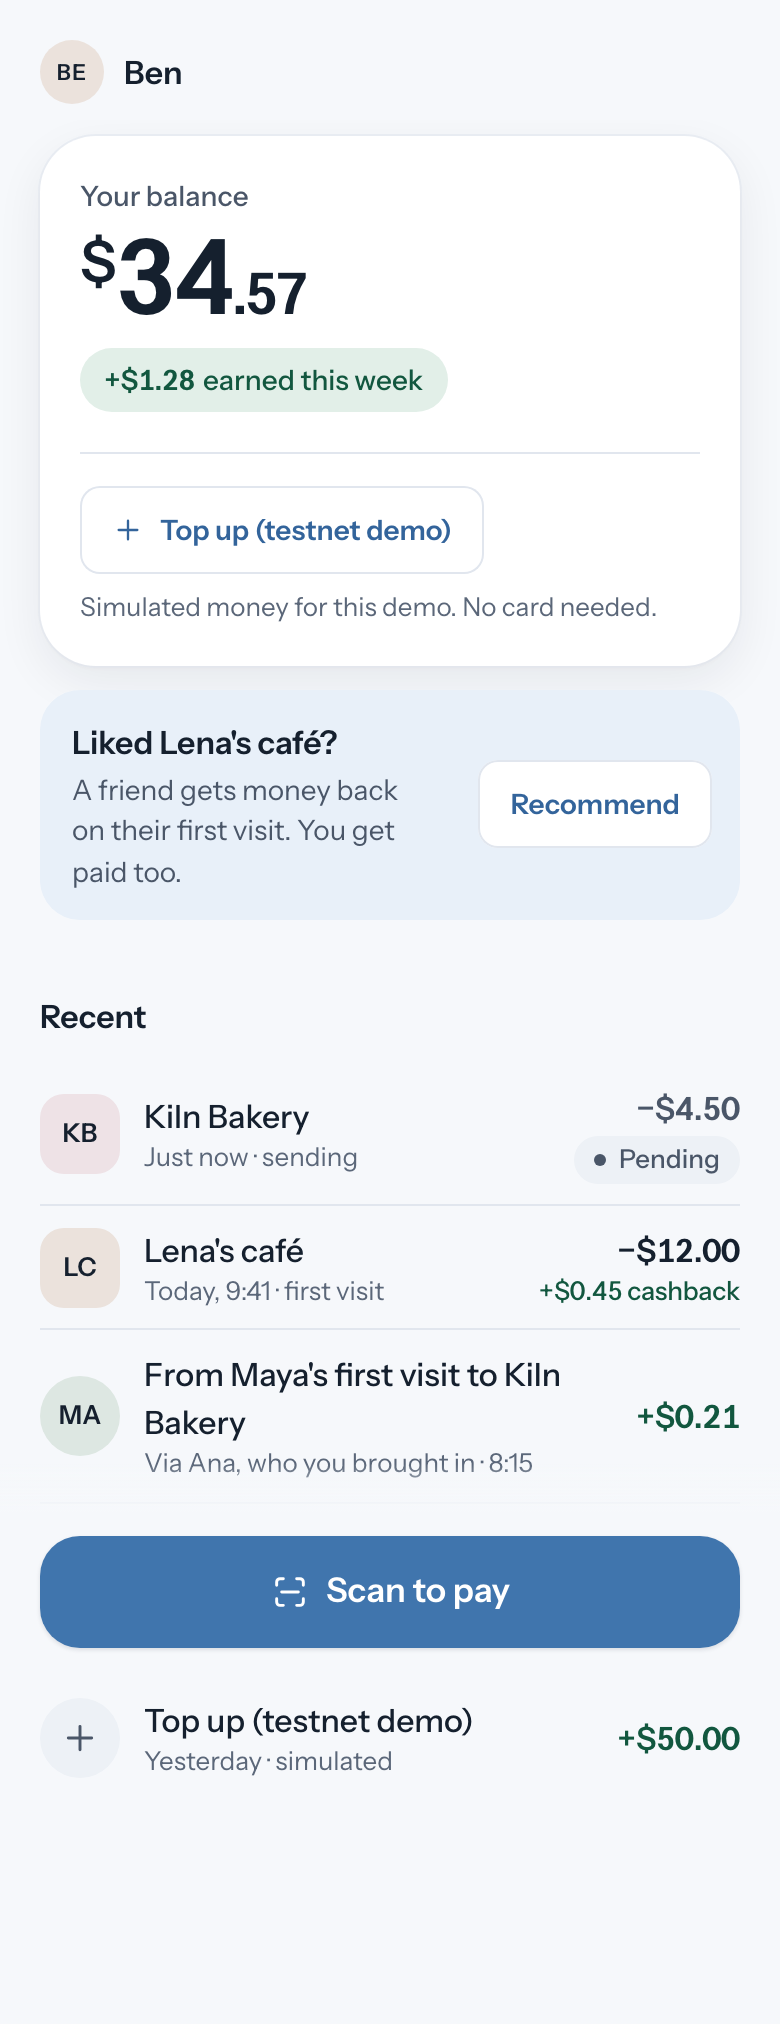 BE
Ben
Your balance
$34.57
+$1.28 earned this week
Top up (testnet demo)
Simulated money for this demo. No card needed.
Liked Lena's café?
A friend gets money back
on their first visit. You get
paid too.
Recommend
Recent
KB
Kiln Bakery
Just now · sending
−$4.50
Pending
LC
Lena's café
Today, 9:41 · first visit
−$12.00
+$0.45 cashback
MA
From Maya's first visit to Kiln
Bakery
Via Ana, who you brought in · 8:15
+$0.21
Scan to pay
Top up (testnet demo)
Yesterday · simulated
+$50.00